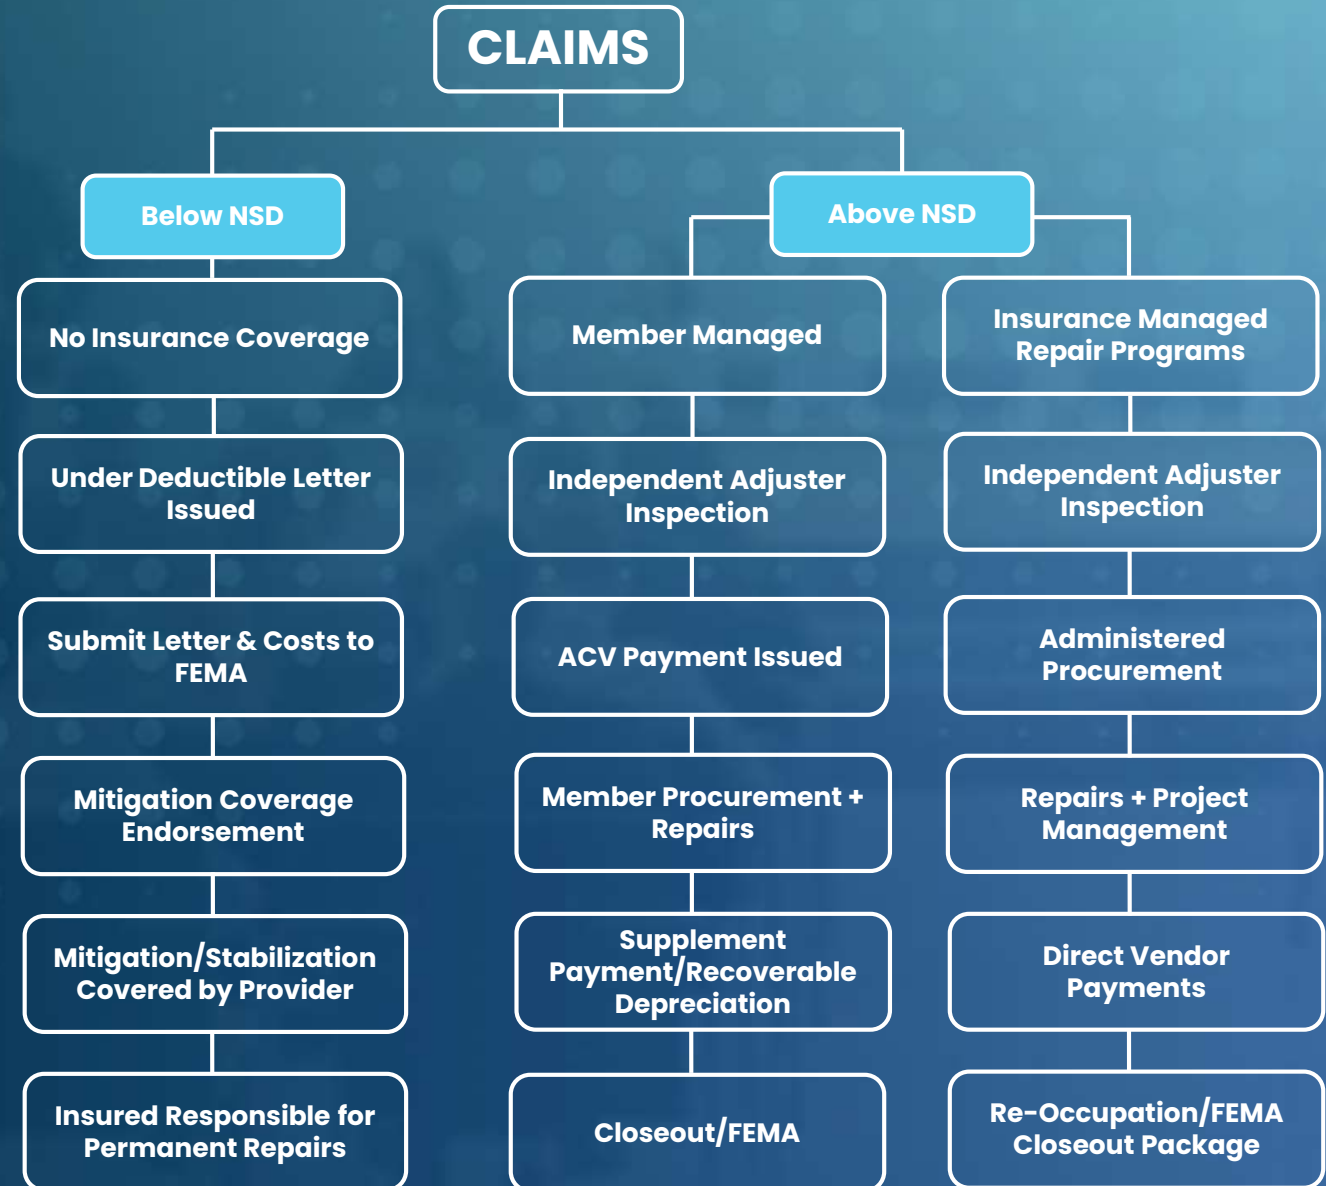 CLAIMS
Below NSD
Above NSD
No Insurance Coverage
Under Deductible Letter
Issued
Submit Letter & Costs to
FEMA
Mitigation Coverage
Endorsement
Mitigation/Stabilization
Covered by Provider
Insured Responsible for
Permanent Repairs
Member Managed
Independent Adjuster
Inspection
ACV Payment Issued
Member Procurement +
Repairs
Supplement
Payment/Recoverable
Depreciation
Closeout/FEMA
Insurance Managed
Repair Programs
Independent Adjuster
Inspection
Administered
Procurement
Repairs + Project
Management
Direct Vendor
Payments
Re-Occupation/FEMA
Closeout Package